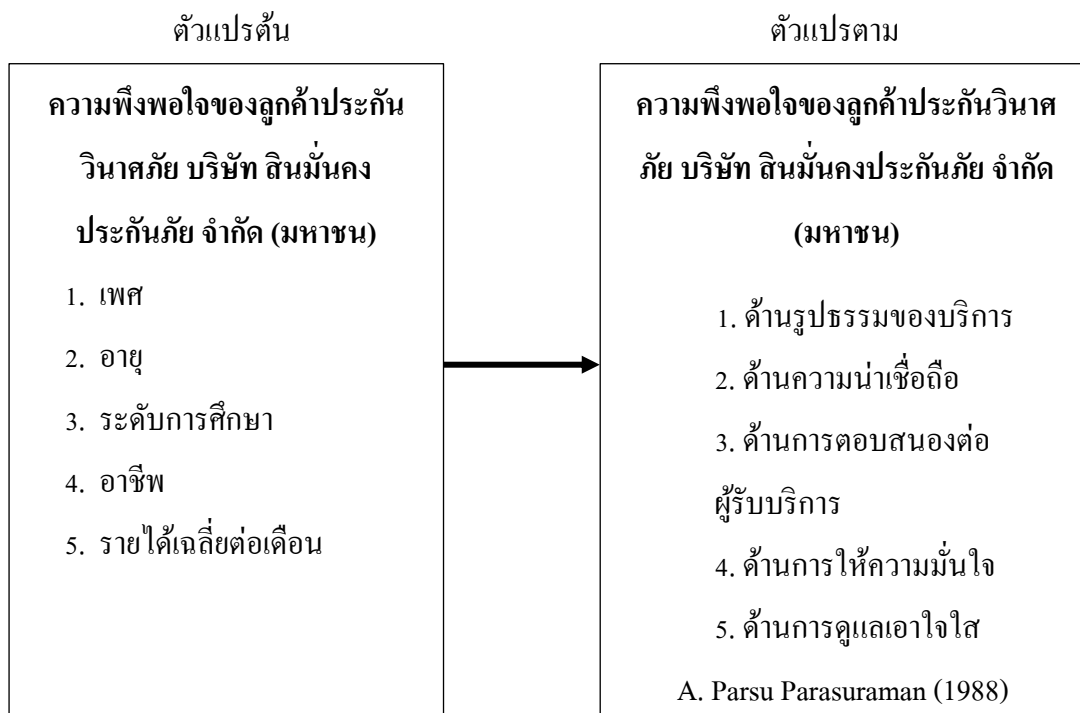 ตัวแปรต้น
ความพึงพอใจของลูกค้าประกัน
วินาศภัย บริษัท สินมั่นคง
ประกันภัย จำกัด (มหาชน)
1. เพศ
2. อายุ
3. ระดับการศึกษา
4. อาชีพ
5. รายได้เฉลี่ยต่อเดือน
ตัวแปรตาม
ความพึงพอใจของลูกค้าประกันวินาศ
ภัย บริษัท สินมั่นคงประกันภัย จำกัด
(มหาชน)
1. ด้านรูปธรรมของบริการ
2. ด้านความน่าเชื่อถือ
3. ด้านการตอบสนองต่อ
ผู้รับบริการ
4. ด้านการให้ความมั่นใจ
5. ด้านการดูแลเอาใจใส
A. Parsu Parasuraman (1988)